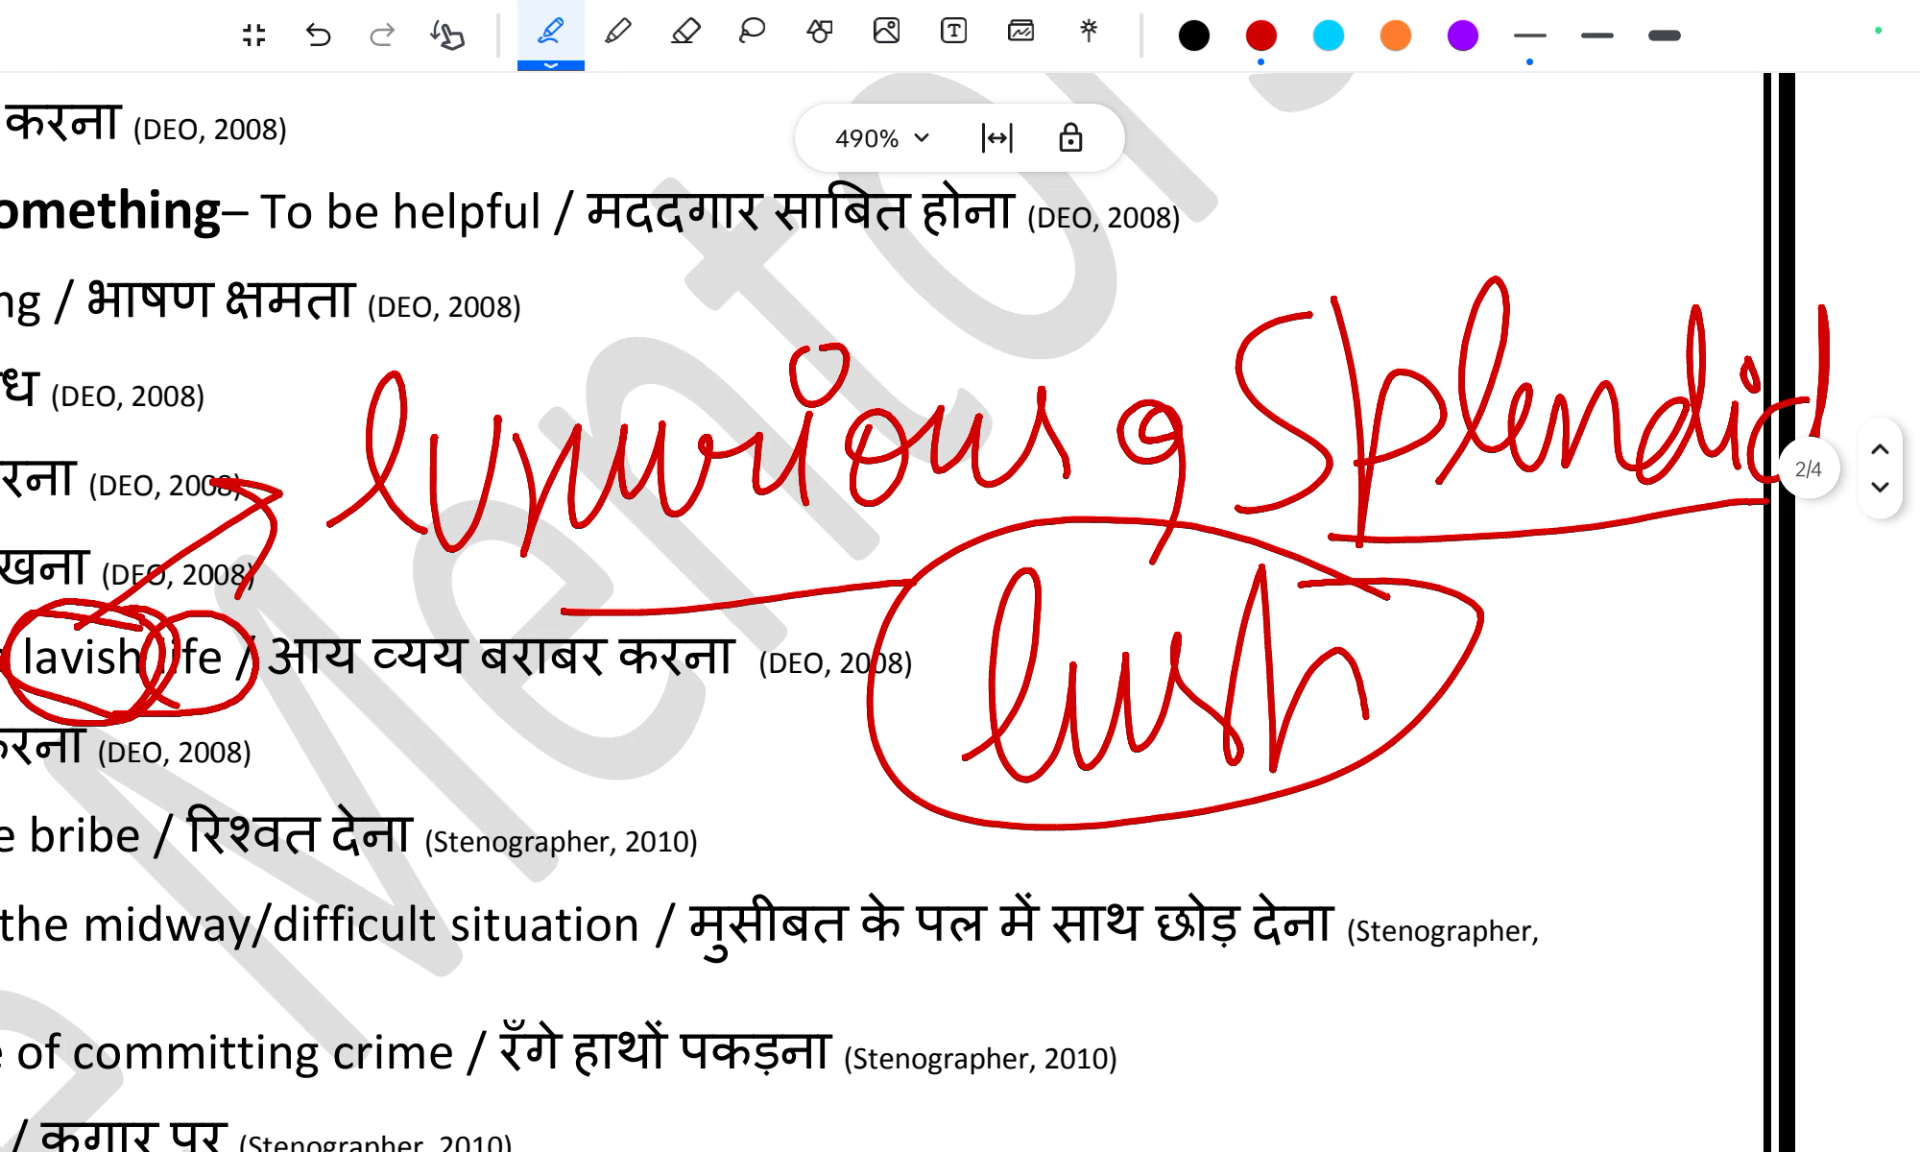 490%
करना (DEO, 2008)
omething– To be helpful / मददगार साबित होना (DEO, 2008)
ng / भाषण क्षमता (DEO, 2008)
ध (DEO, 2008)
luxurious, Splendid
रना (DEO, 2008)
2/4
खना (DEO, 2008)
lavish life / आय व्यय बराबर करना (DEO, 2008)
lush
रना (DEO, 2008)
e bribe / रिश्वत देना (Stenographer, 2010)
the midway/difficult situation / मुसीबत के पल में साथ छोड़ देना (Stenographer,
e of committing crime / रँगे हाथों पकड़ना (Stenographer, 2010)
/ कगार पर (Stenographer, 2010)
Mentor